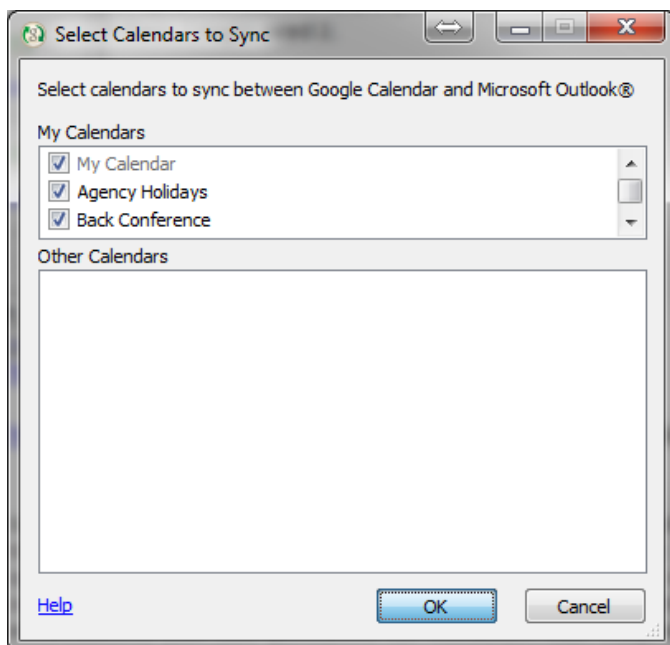 Select Calendars to Sync
Select calendars to sync between Google Calendar and Microsoft Outlook®
My Calendars
My Calendar
Agency Holidays
Back Conference
Other Calendars
Help
OK
Cancel